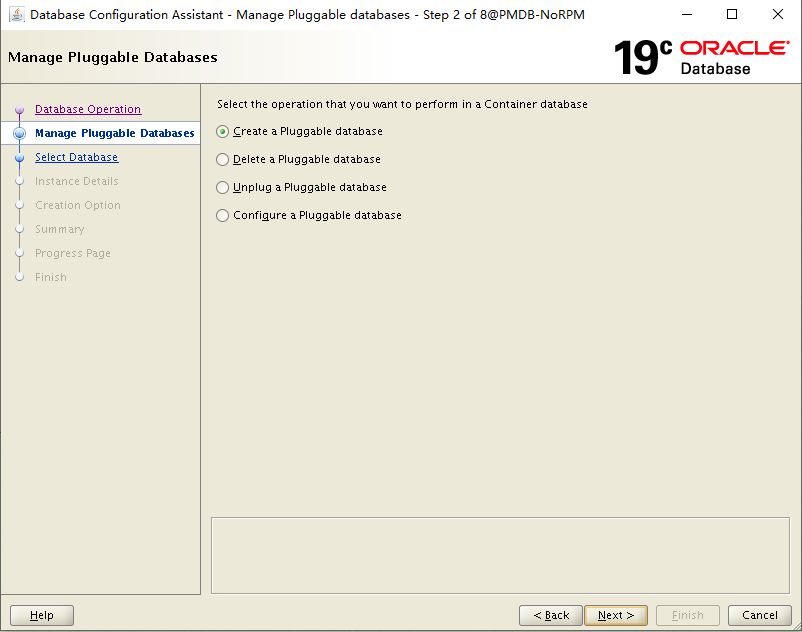 Database Configuration Assistant - Manage Pluggable databases - Step 2 of 8@PMDB-NoRPM
Manage Pluggable Databases
19c ORACLE
Database
Database Operation
Manage Pluggable Databases
Select Database
Instance Details
Creation Option
Summary
Progress Page
Finish
Select the operation that you want to perform in a Container database
Create a Pluggable database
Delete a Pluggable database
Unplug a Pluggable database
Configure a Pluggable database
Help
< Back
Next >
Finish
Cancel